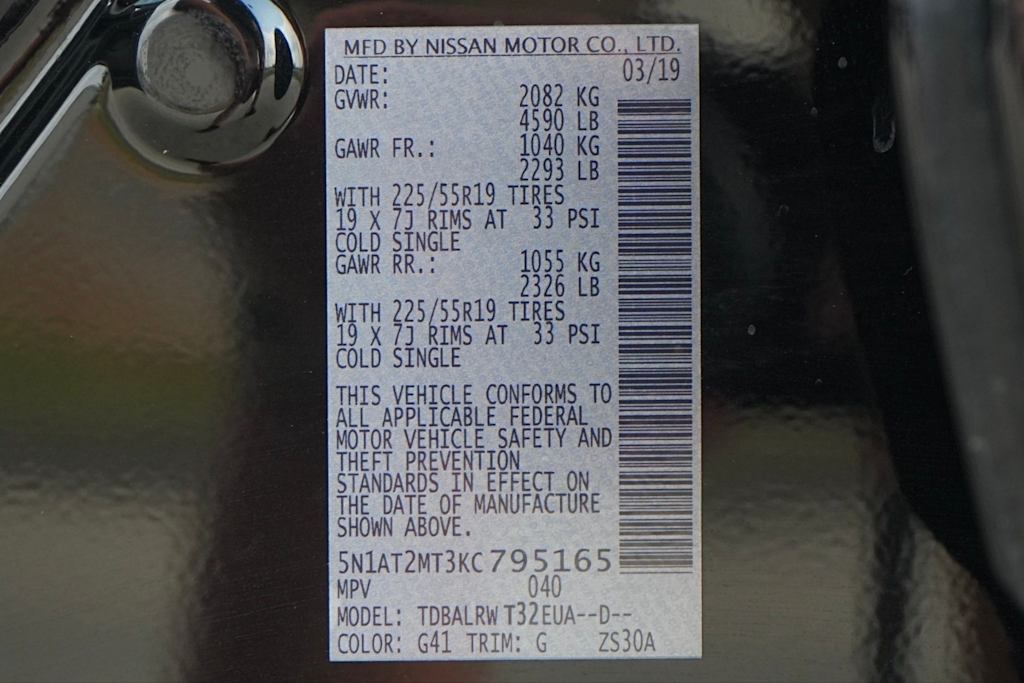 MFD BY NISSAN MOTOR CO., LTD.
DATE: 03/19
GVWR: 2082 KG
4590 LB
GAWR FR.: 1040 KG
2293 LB
WITH 225/55R19 TIRES
19 X 7J RIMS AT 33 PSI
COLD SINGLE
GAWR RR.: 1055 KG
2326 LB
WITH 225/55R19 TIRES
19 X 7J RIMS AT 33 PSI
COLD SINGLE
THIS VEHICLE CONFORMS TO
ALL APPLICABLE FEDERAL
MOTOR VEHICLE SAFETY AND
THEFT PREVENTION
STANDARDS IN EFFECT ON
THE DATE OF MANUFACTURE
SHOWN ABOVE.
5N1AT2MT3KC795165
MPV 040
MODEL: TDBALRW T32EUA--D--
COLOR: G41 TRIM: G ZS30A